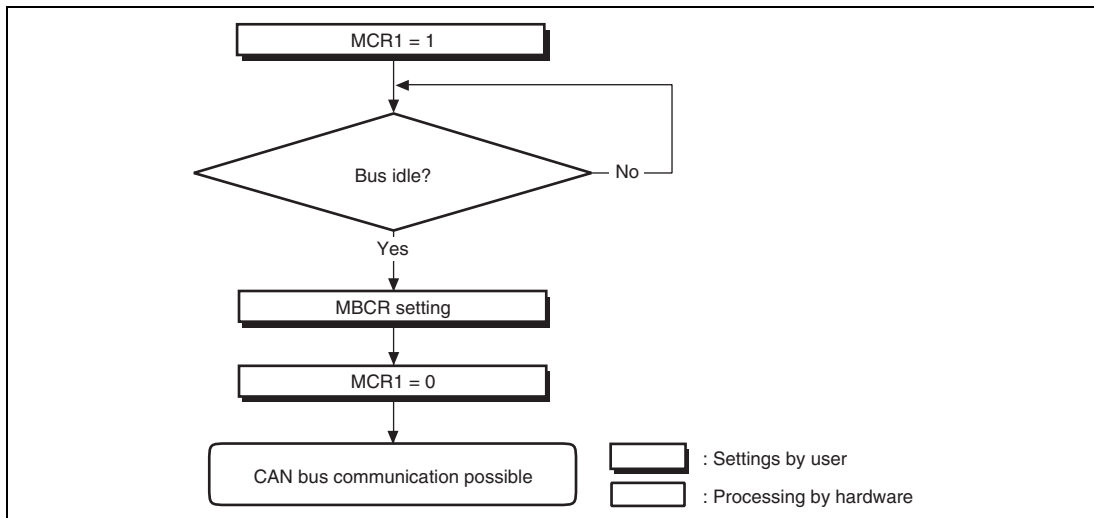 MCR1 = 1
Bus idle?
No
Yes
MBCR setting
MCR1 = 0
CAN bus communication possible
: Settings by user
: Processing by hardware